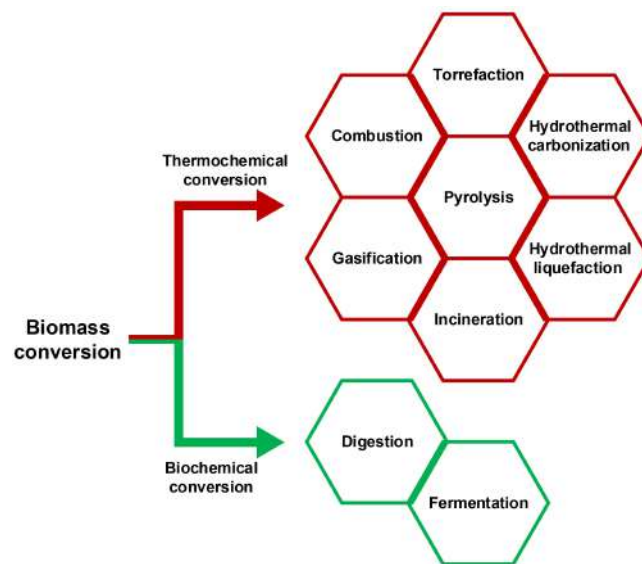 Torrefaction
Combustion
Hydrothermal
carbonization
Thermochemical
conversion
Pyrolysis
Gasification
Hydrothermal
liquefaction
Incineration
Biomass
conversion
Digestion
Biochemical
conversion
Fermentation